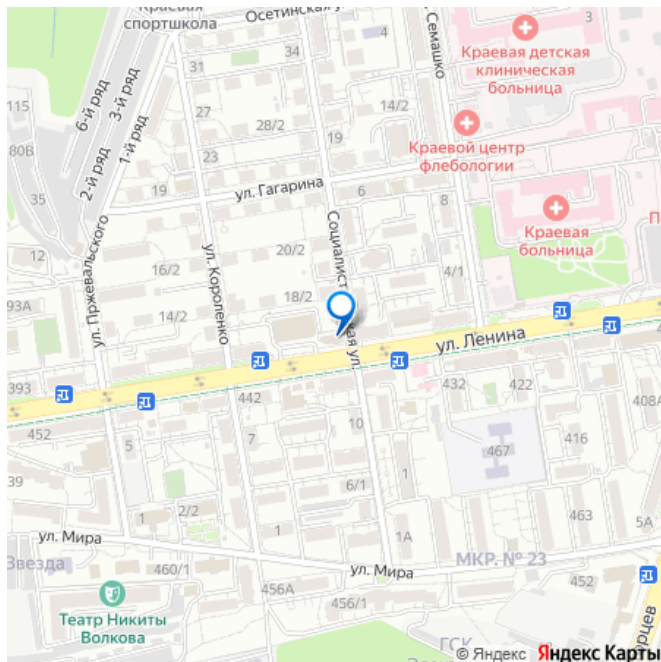 Краевая
спортшкола
Осетинская у
ул. Семашко
Краевая детская
клиническая
больница
34
4
31
6-й ряд
3-й ряд
115
14/2
27
Краевой центр
флебологии
28/2
19
80В
1-й ряд
23
2-й ряд
35
19
ул. Гагарина
6
8
Краевая
больница
П
ул. Пржевальского
ул. Короленко
Социалист
кая ул.
12
20/2
16/2
4/1
18/2
93А
14/2
ул. Ленина
393
432
422
442
408А
452
5
7
10
467
416
39
6/1
1
463
2/2
1
1
1А
5А
ул. Мира
МКР. № 23
Звезда
460/1
ул. Мира
452
456А
456/1
Театр Никиты
Волкова
ГСК
рцев
© Яндекс Яндекс Карты